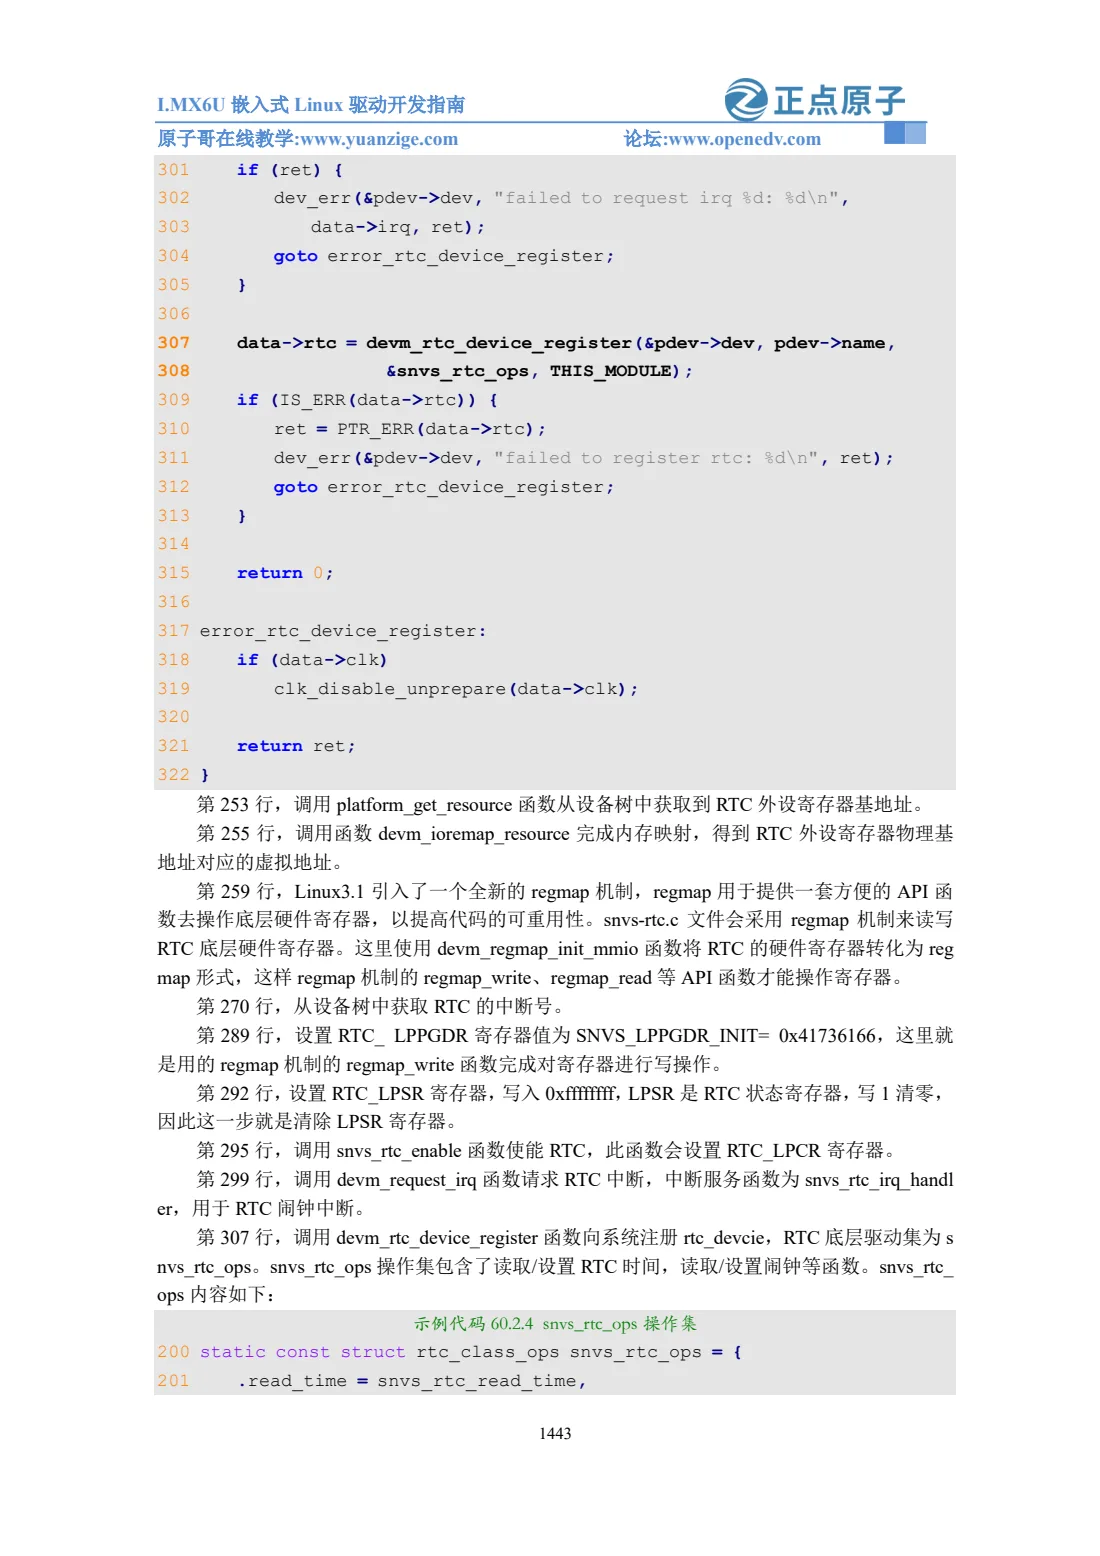 I.MX6U 嵌入式 Linux 驱动开发指南
正点原子
原子哥在线教学:www.yuanzige.com 论坛:www.openedv.com
301 if (ret) {
302 dev_err(&pdev->dev, "failed to request irq %d: %d\n",
303 data->irq, ret);
304 goto error_rtc_device_register;
305 }
306
307 data->rtc = devm_rtc_device_register(&pdev->dev, pdev->name,
308 &snvs_rtc_ops, THIS_MODULE);
309 if (IS_ERR(data->rtc)) {
310 ret = PTR_ERR(data->rtc);
311 dev_err(&pdev->dev, "failed to register rtc: %d\n", ret);
312 goto error_rtc_device_register;
313 }
314
315 return 0;
316
317 error_rtc_device_register:
318 if (data->clk)
319 clk_disable_unprepare(data->clk);
320
321 return ret;
322 }
第 253 行，调用 platform_get_resource 函数从设备树中获取到 RTC 外设寄存器基地址。
第 255 行，调用函数 devm_ioremap_resource 完成内存映射，得到 RTC 外设寄存器物理基
地址对应的虚拟地址。
第 259 行，Linux3.1 引入了一个全新的 regmap 机制，regmap 用于提供一套方便的 API 函
数去操作底层硬件寄存器，以提高代码的可重用性。snvs-rtc.c 文件会采用 regmap 机制来读写
RTC 底层硬件寄存器。这里使用 devm_regmap_init_mmio 函数将 RTC 的硬件寄存器转化为 reg
map 形式，这样 regmap 机制的 regmap_write、regmap_read 等 API 函数才能操作寄存器。
第 270 行，从设备树中获取 RTC 的中断号。
第 289 行，设置 RTC_ LPPGDR 寄存器值为 SNVS_LPPGDR_INIT= 0x41736166，这里就
是用的 regmap 机制的 regmap_write 函数完成对寄存器进行写操作。
第 292 行，设置 RTC_LPSR 寄存器，写入 0xffffffff，LPSR 是 RTC 状态寄存器，写 1 清零，
因此这一步就是清除 LPSR 寄存器。
第 295 行，调用 snvs_rtc_enable 函数使能 RTC，此函数会设置 RTC_LPCR 寄存器。
第 299 行，调用 devm_request_irq 函数请求 RTC 中断，中断服务函数为 snvs_rtc_irq_handl
er，用于 RTC 闹钟中断。
第 307 行，调用 devm_rtc_device_register 函数向系统注册 rtc_devcie，RTC 底层驱动集为 s
nvs_rtc_ops。snvs_rtc_ops 操作集包含了读取/设置 RTC 时间，读取/设置闹钟等函数。snvs_rtc_
ops 内容如下：
示例代码 60.2.4 snvs_rtc_ops 操作集
200 static const struct rtc_class_ops snvs_rtc_ops = {
201 .read_time = snvs_rtc_read_time,
1443